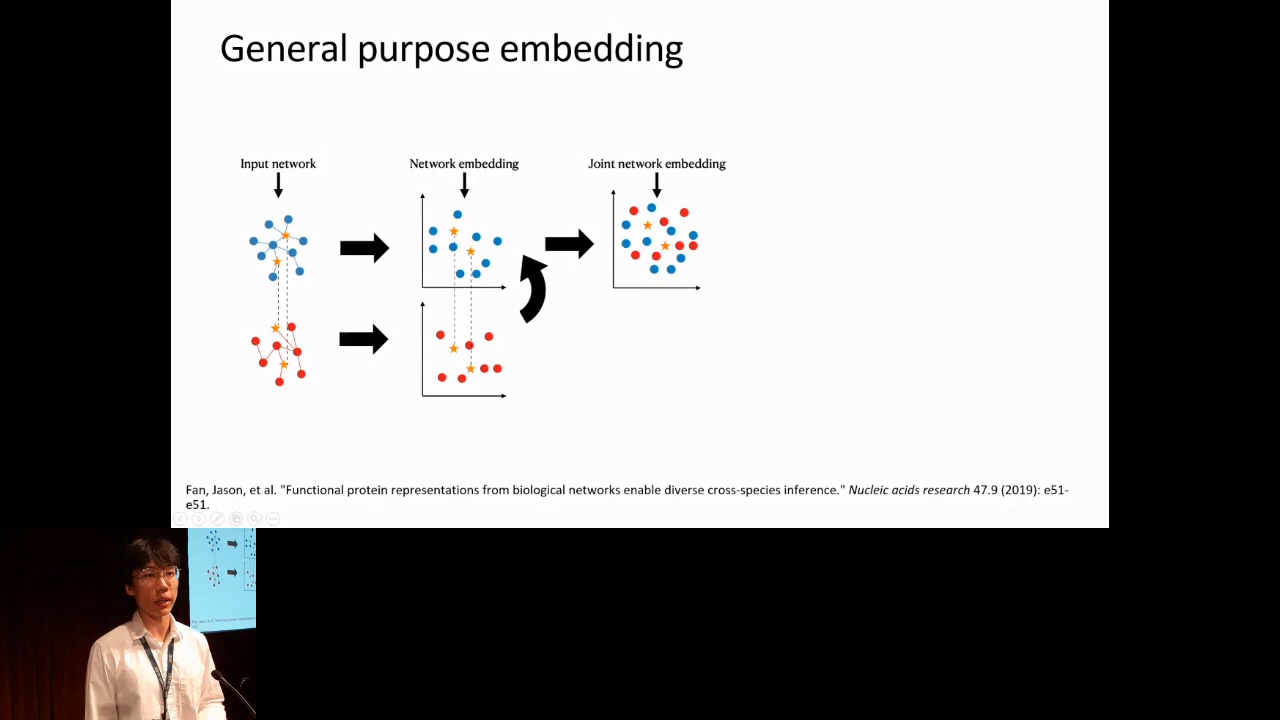 General purpose embedding
Input network
Network embedding
Joint network embedding
Fan, Jason, et al. "Functional protein representations from biological networks enable diverse cross-species inference." Nucleic acids research 47.9 (2019): e51-
e51.